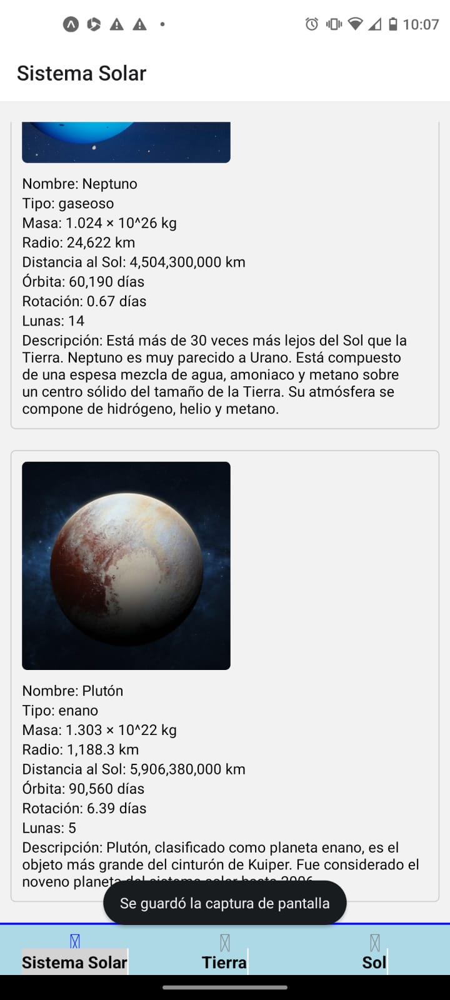 10:07
Sistema Solar
Nombre: Neptuno
Tipo: gaseoso
Masa: 1.024 × 10^26 kg
Radio: 24,622 km
Distancia al Sol: 4,504,300,000 km
Órbita: 60,190 días
Rotación: 0.67 días
Lunas: 14
Descripción: Está más de 30 veces más lejos del Sol que la
Tierra. Neptuno es muy parecido a Urano. Está compuesto
de una espesa mezcla de agua, amoniaco y metano sobre
un centro sólido del tamaño de la Tierra. Su atmósfera se
compone de hidrógeno, helio y metano.
Nombre: Plutón
Tipo: enano
Masa: 1.303 × 10^22 kg
Radio: 1,188.3 km
Distancia al Sol: 5,906,380,000 km
Órbita: 90,560 días
Rotación: 6.39 días
Lunas: 5
Descripción: Plutón, clasificado como planeta enano, es el
objeto más grande del cinturón de Kuiper. Fue considerado el
noveno planeta del sistema solar hasta 2006.
Se guardó la captura de pantalla
Sistema Solar
Tierra
Sol